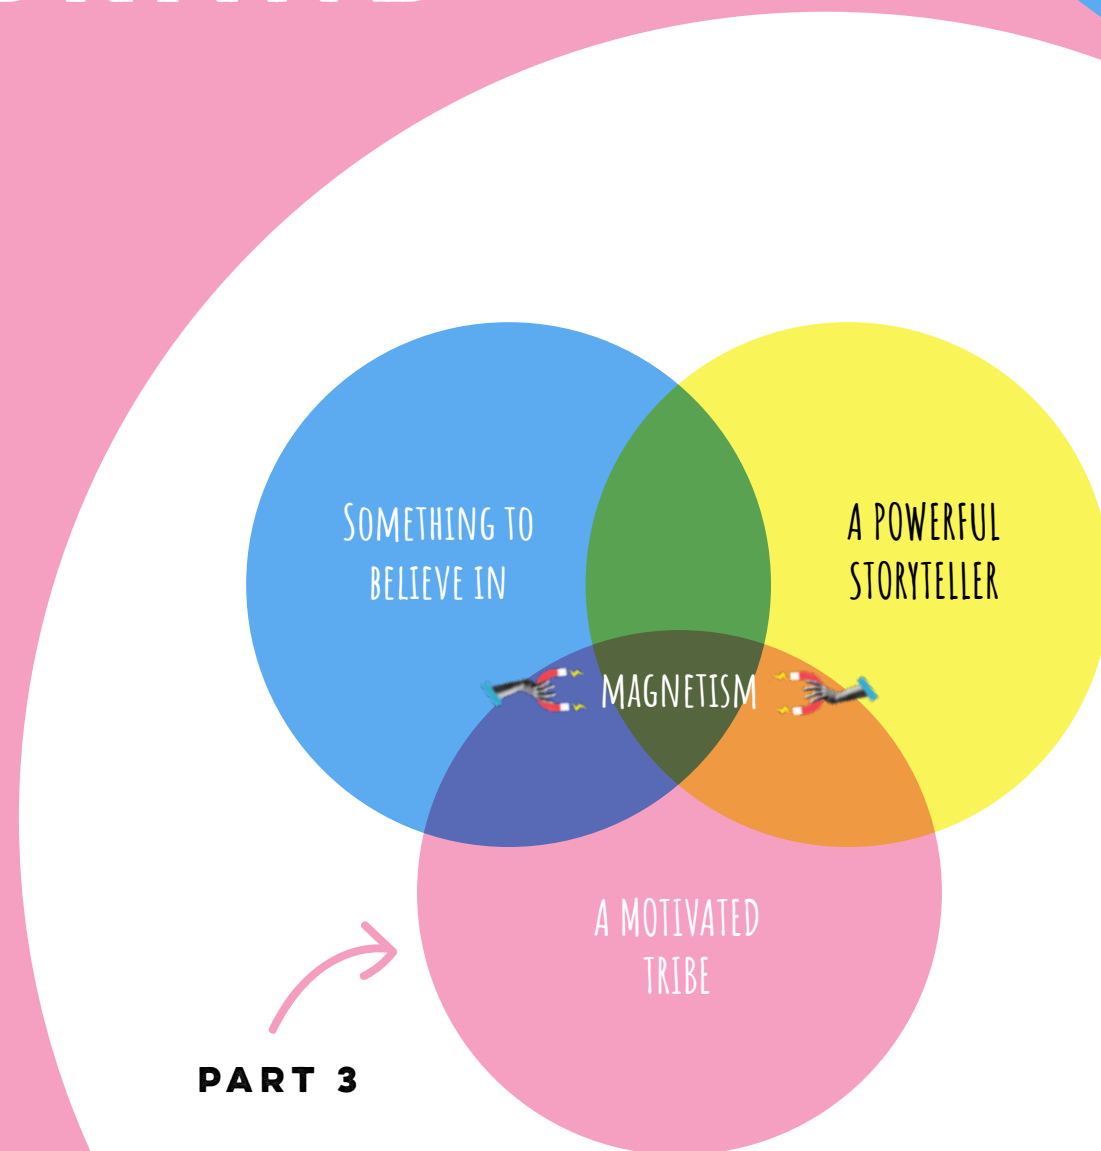 Something to
believe in
A POWERFUL
STORYTELLER
MAGNETISM
A MOTIVATED
TRIBE
PART 3